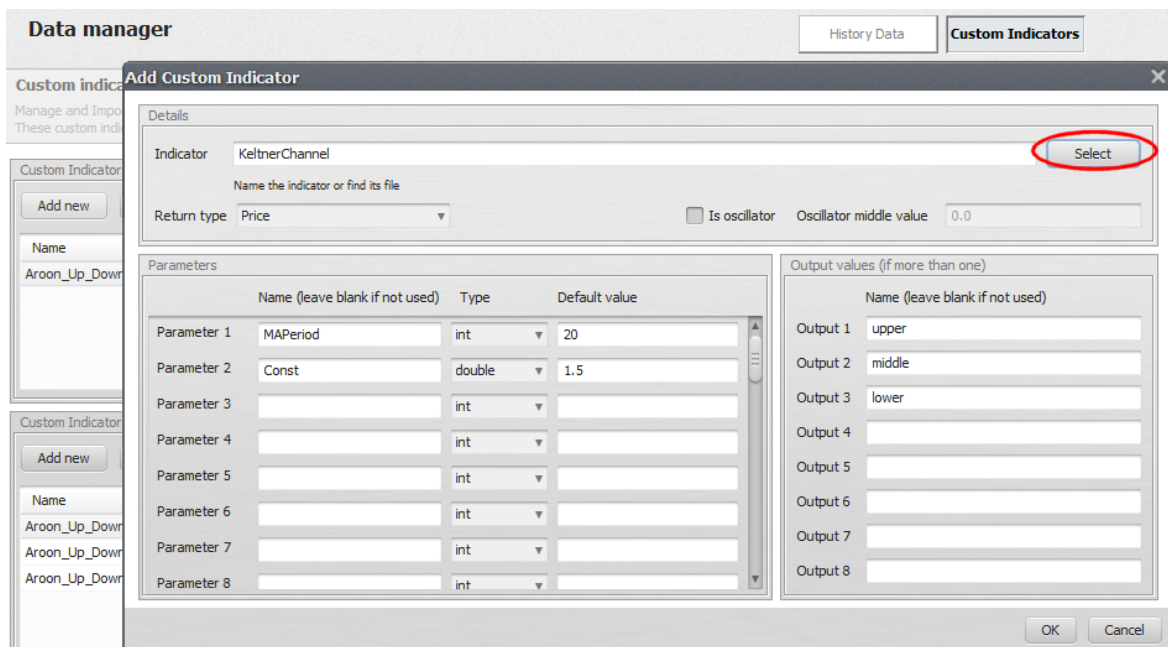 Data manager
History Data
Custom Indicators
Custom indica
Manage and Impo
These custom indi
Add Custom Indicator
Details
Indicator KeltnerChannel Select
Name the indicator or find its file
Return type Price Is oscillator Oscillator middle value 0.0
Custom Indicator
Add new
Name
Aroon_Up_Down
Custom Indicator
Add new
Name
Aroon_Up_Down
Aroon_Up_Down
Aroon_Up_Down
Parameters
Name (leave blank if not used) Type Default value
Parameter 1 MAPeriod int 20
Parameter 2 Const double 1.5
Parameter 3 int
Parameter 4 int
Parameter 5 int
Parameter 6 int
Parameter 7 int
Parameter 8 int
Output values (if more than one)
Name (leave blank if not used)
Output 1 upper
Output 2 middle
Output 3 lower
Output 4
Output 5
Output 6
Output 7
Output 8
OK Cancel